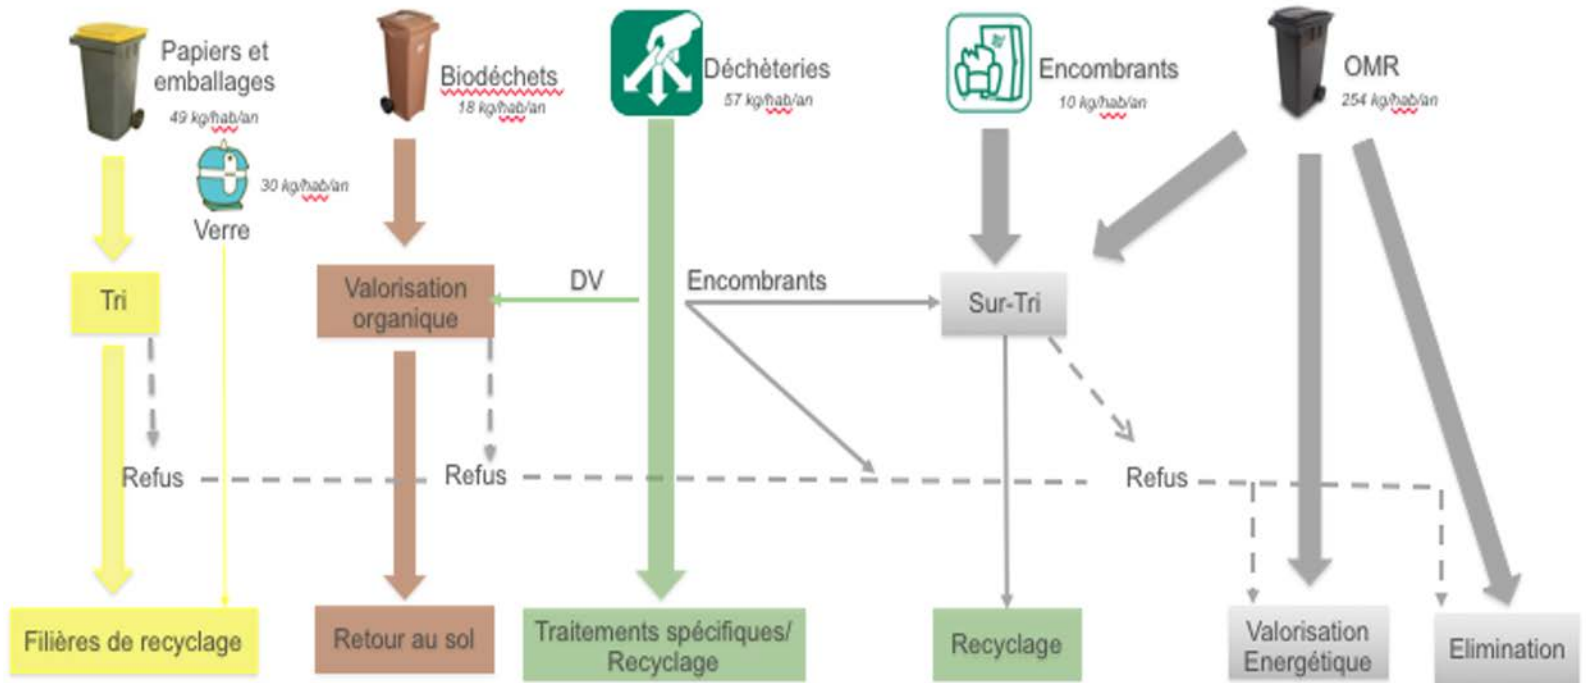 Papiers et
emballages
49 kg/hab/an
30 kg/hab/an
Verre
Biodéchets
18 kg/hab/an
Déchèteries
57 kg/hab/an
Encombrants
10 kg/hab/an
OMR
254 kg/hab/an
Tri
Valorisation
organique
DV
Encombrants
Sur-Tri
Refus
Refus
Refus
Filières de recyclage
Retour au sol
Traitements spécifiques/
Recyclage
Recyclage
Valorisation
Energétique
Elimination